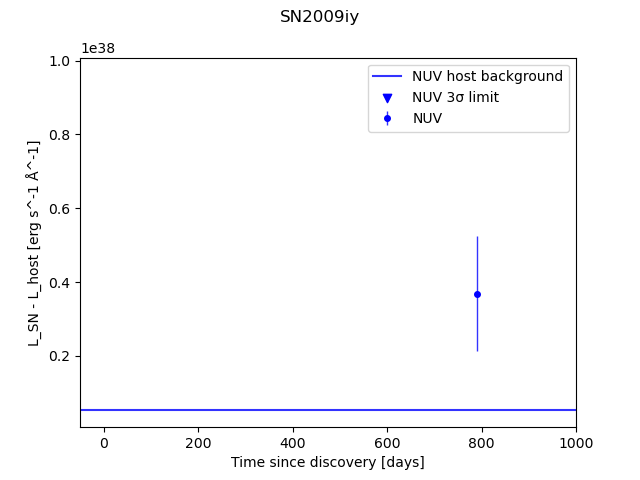 SN2009iy
1e38
1.0
0.8
0.6
0.4
0.2
L_SN - L_host [erg s^-1 Å^-1]
NUV host background
NUV 3σ limit
NUV
0 200 400 600 800 1000
Time since discovery [days]